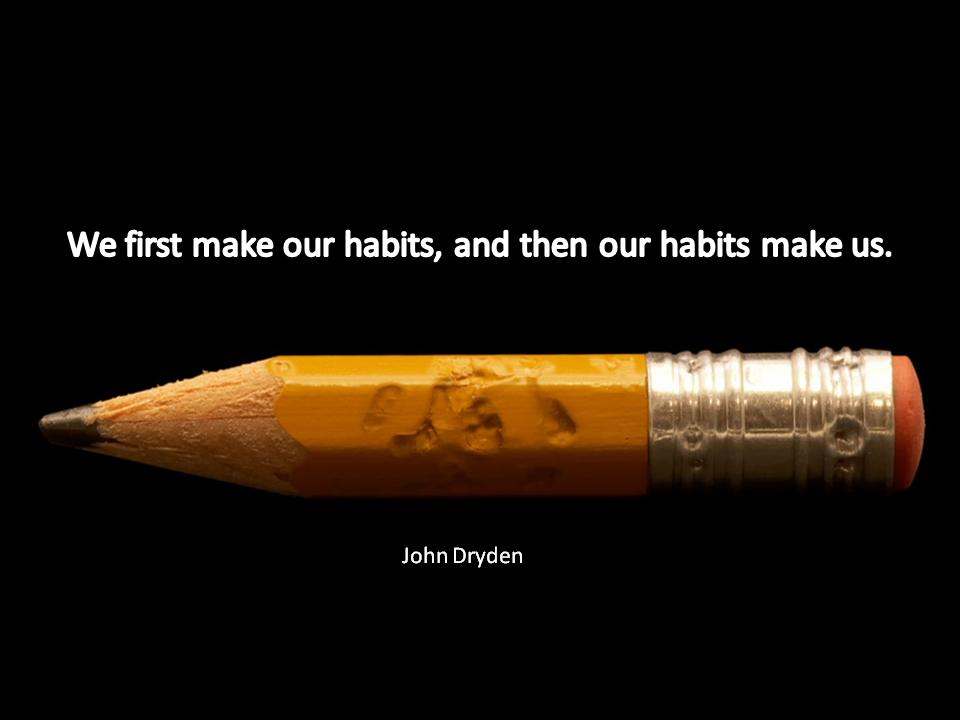 We first make our habits, and then our habits make us.
John Dryden